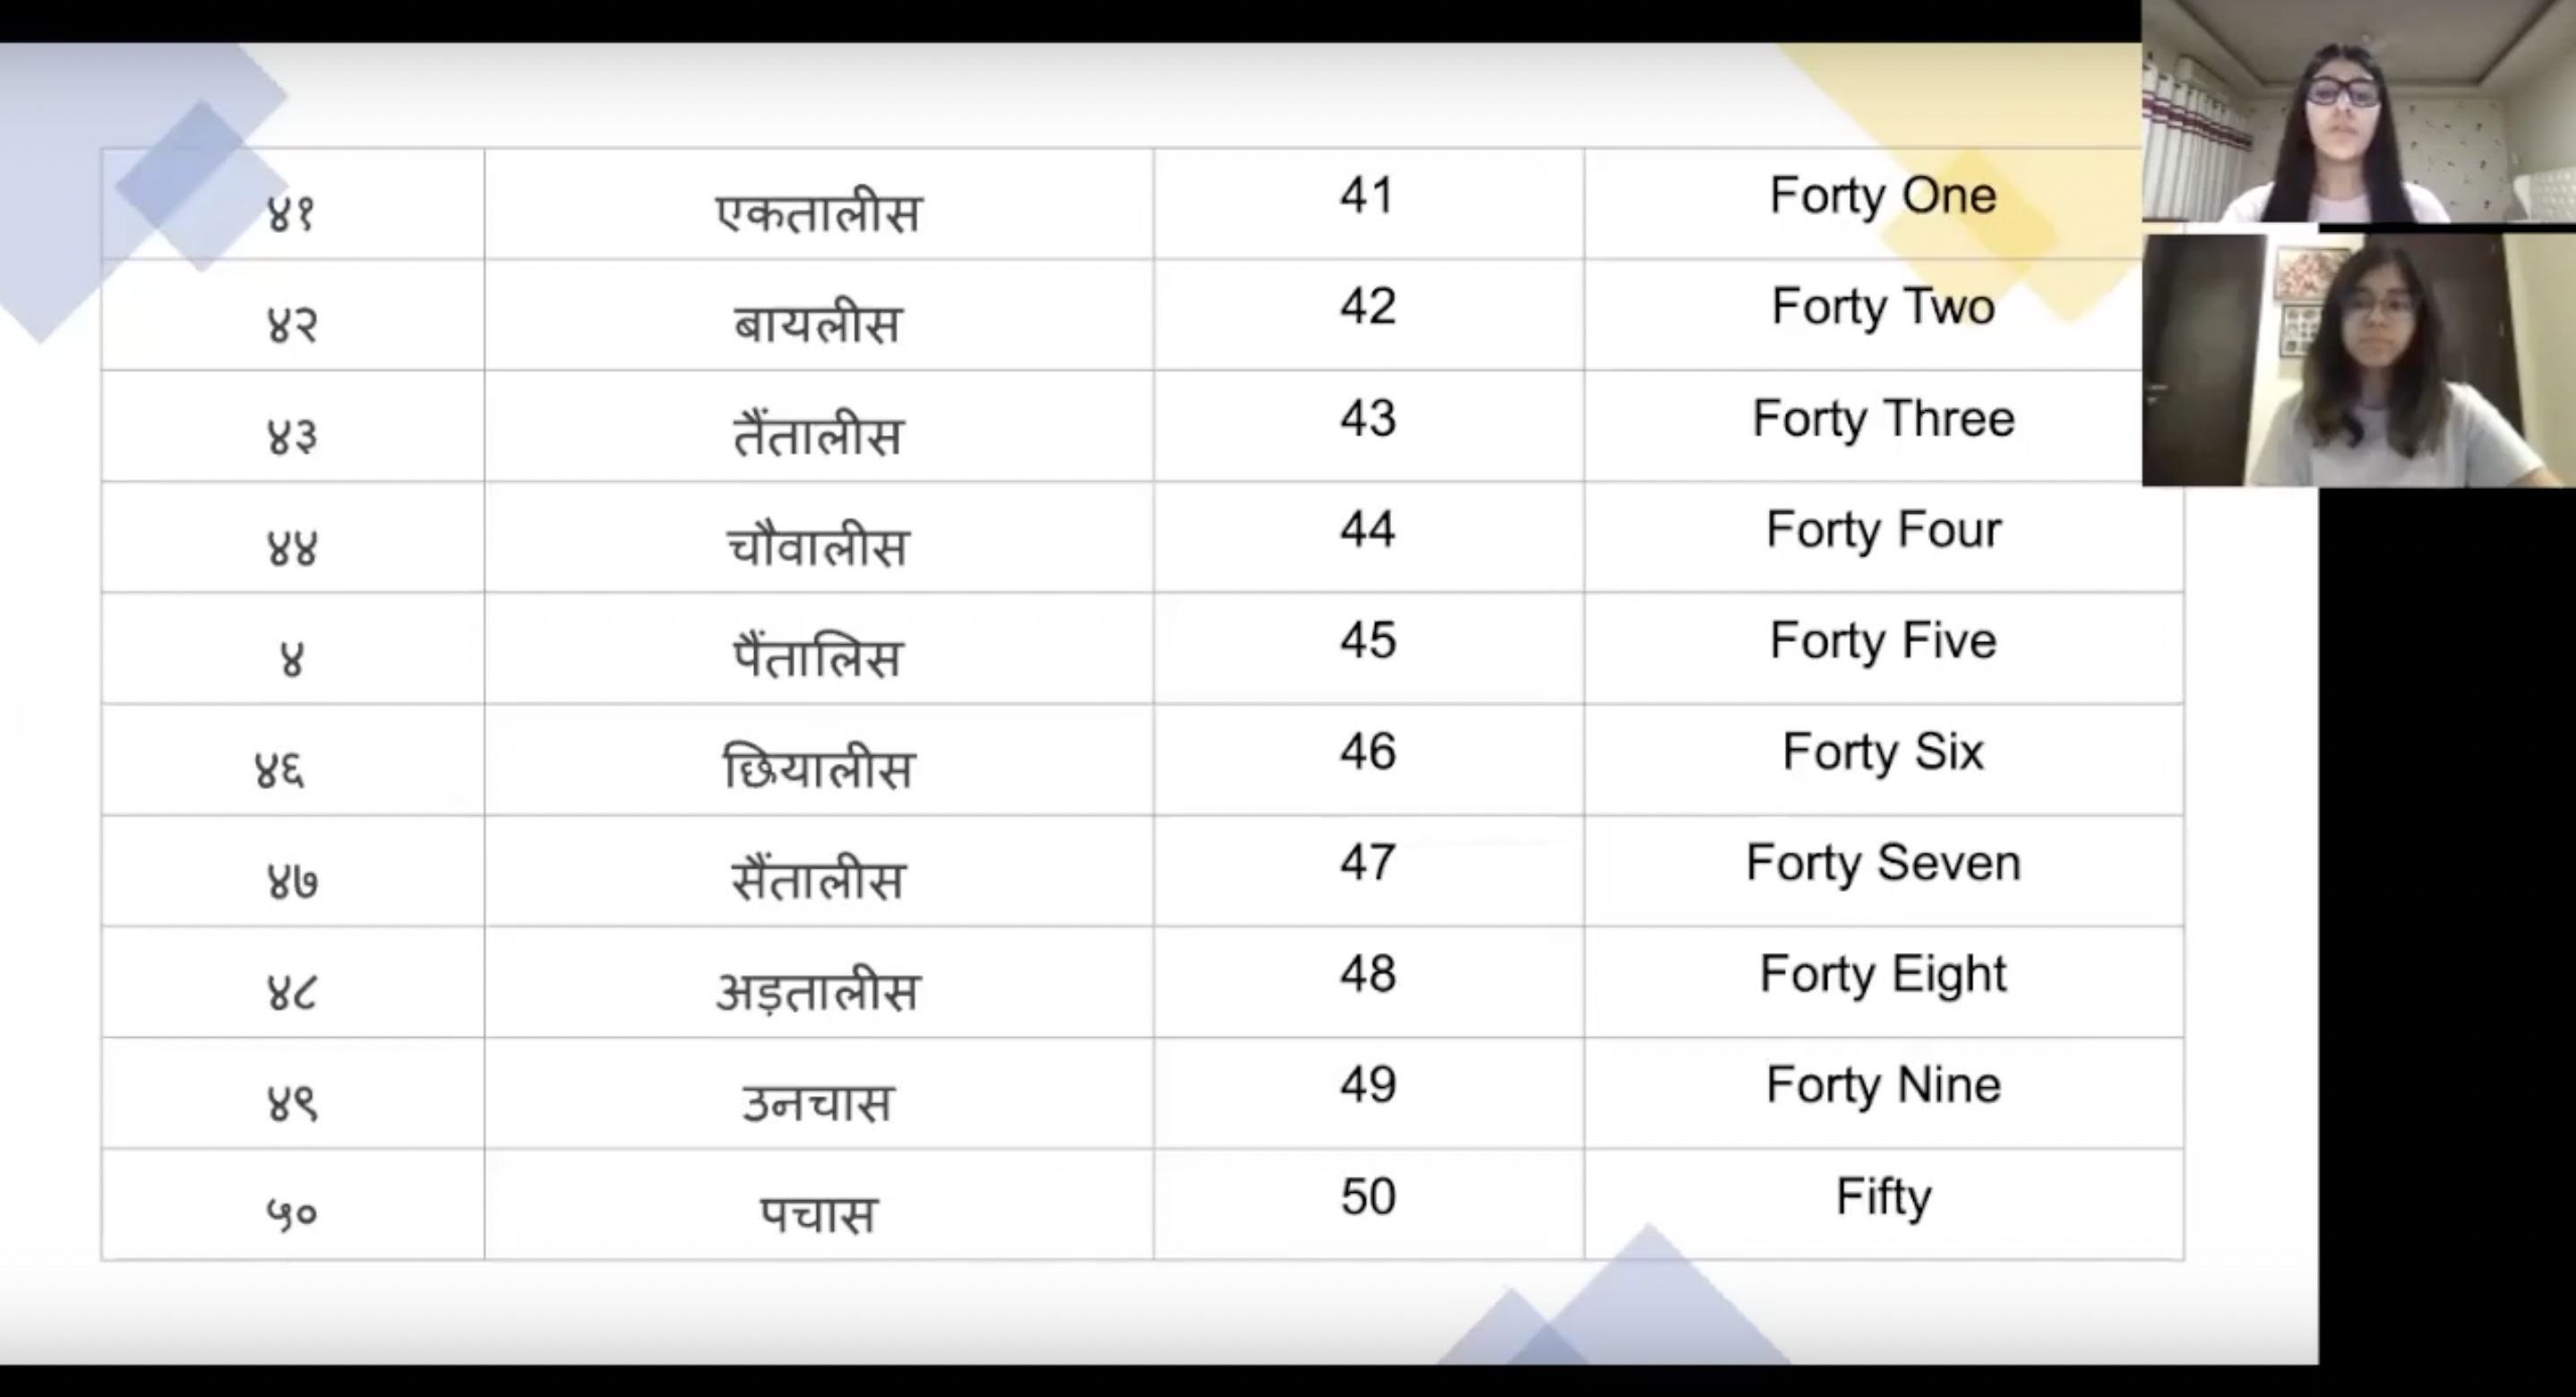 ४१ एकतालीस 41 Forty One
४२ बायलीस 42 Forty Two
४३ तैंतालीस 43 Forty Three
४४ चौवालीस 44 Forty Four
४ पैंतालिस 45 Forty Five
४६ छियालीस 46 Forty Six
४७ सैंतालीस 47 Forty Seven
४८ अड़तालीस 48 Forty Eight
४९ उनचास 49 Forty Nine
५० पचास 50 Fifty